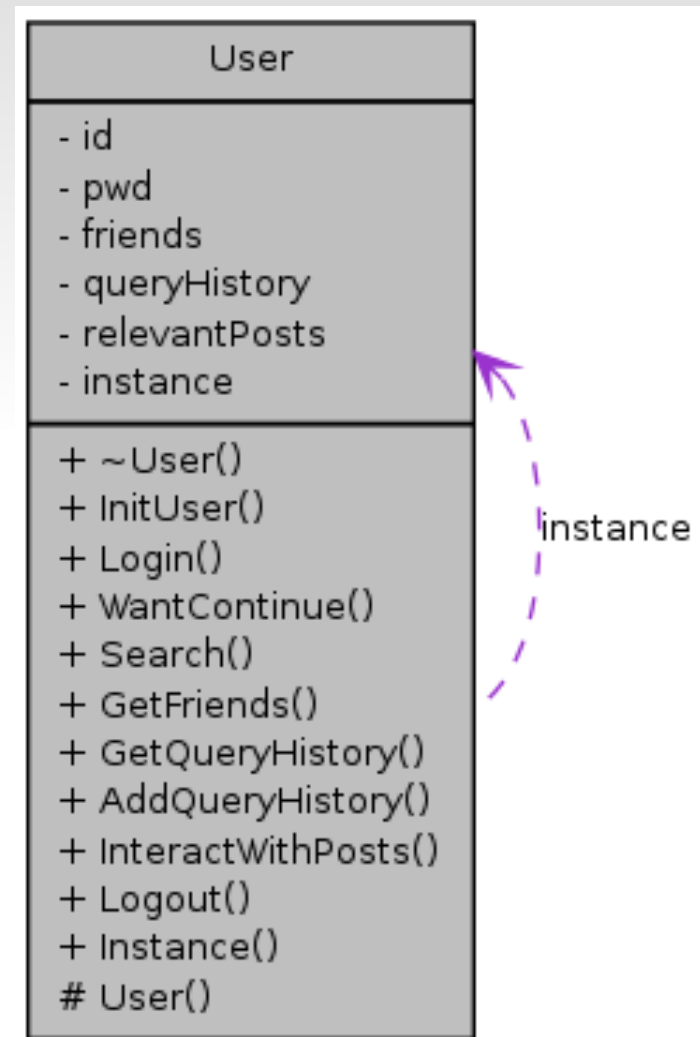 User
- id
- pwd
- friends
- queryHistory
- relevantPosts
- instance
+ ~User()
+ InitUser()
+ Login()
+ WantContinue()
+ Search()
+ GetFriends()
+ GetQueryHistory()
+ AddQueryHistory()
+ InteractWithPosts()
+ Logout()
+ Instance()
# User()
instance